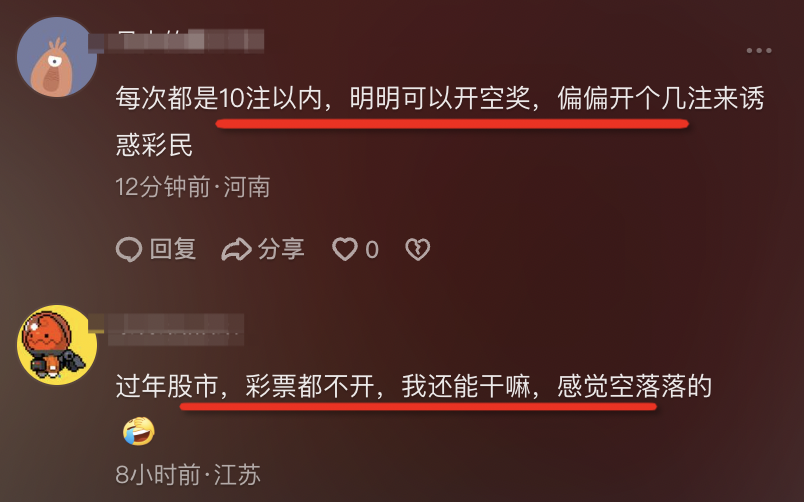 每次都是10注以内，明明可以开空奖，偏偏开个几注来诱
惑彩民
12分钟前·河南
回复 分享 0
过年股市，彩票都不开，我还能干嘛，感觉空落落的
8小时前·江苏